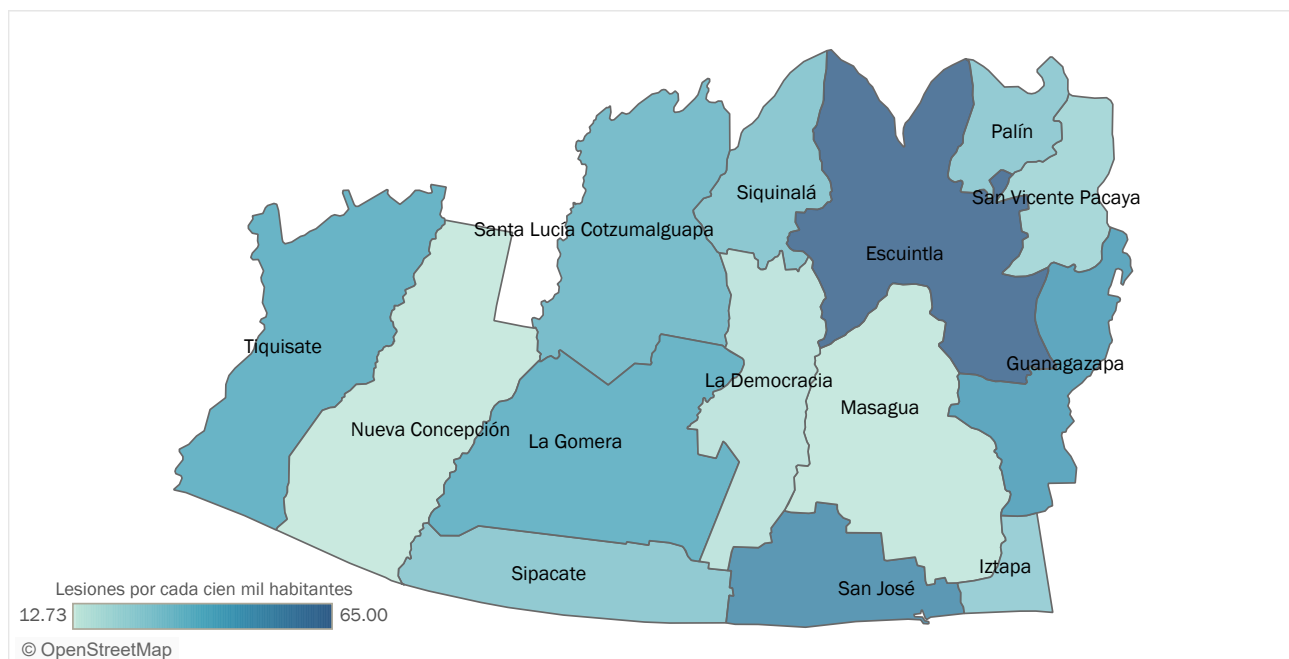 Palín
Siquinalá
San Vicente Pacaya
Santa Lucía Cotzumalguapa
Escuintla
Tiquisate
Guanagazapa
La Democracia
Masagua
Nueva Concepción
La Gomera
Iztapa
Sipacate
San José
Lesiones por cada cien mil habitantes
12.73 65.00
© OpenStreetMap